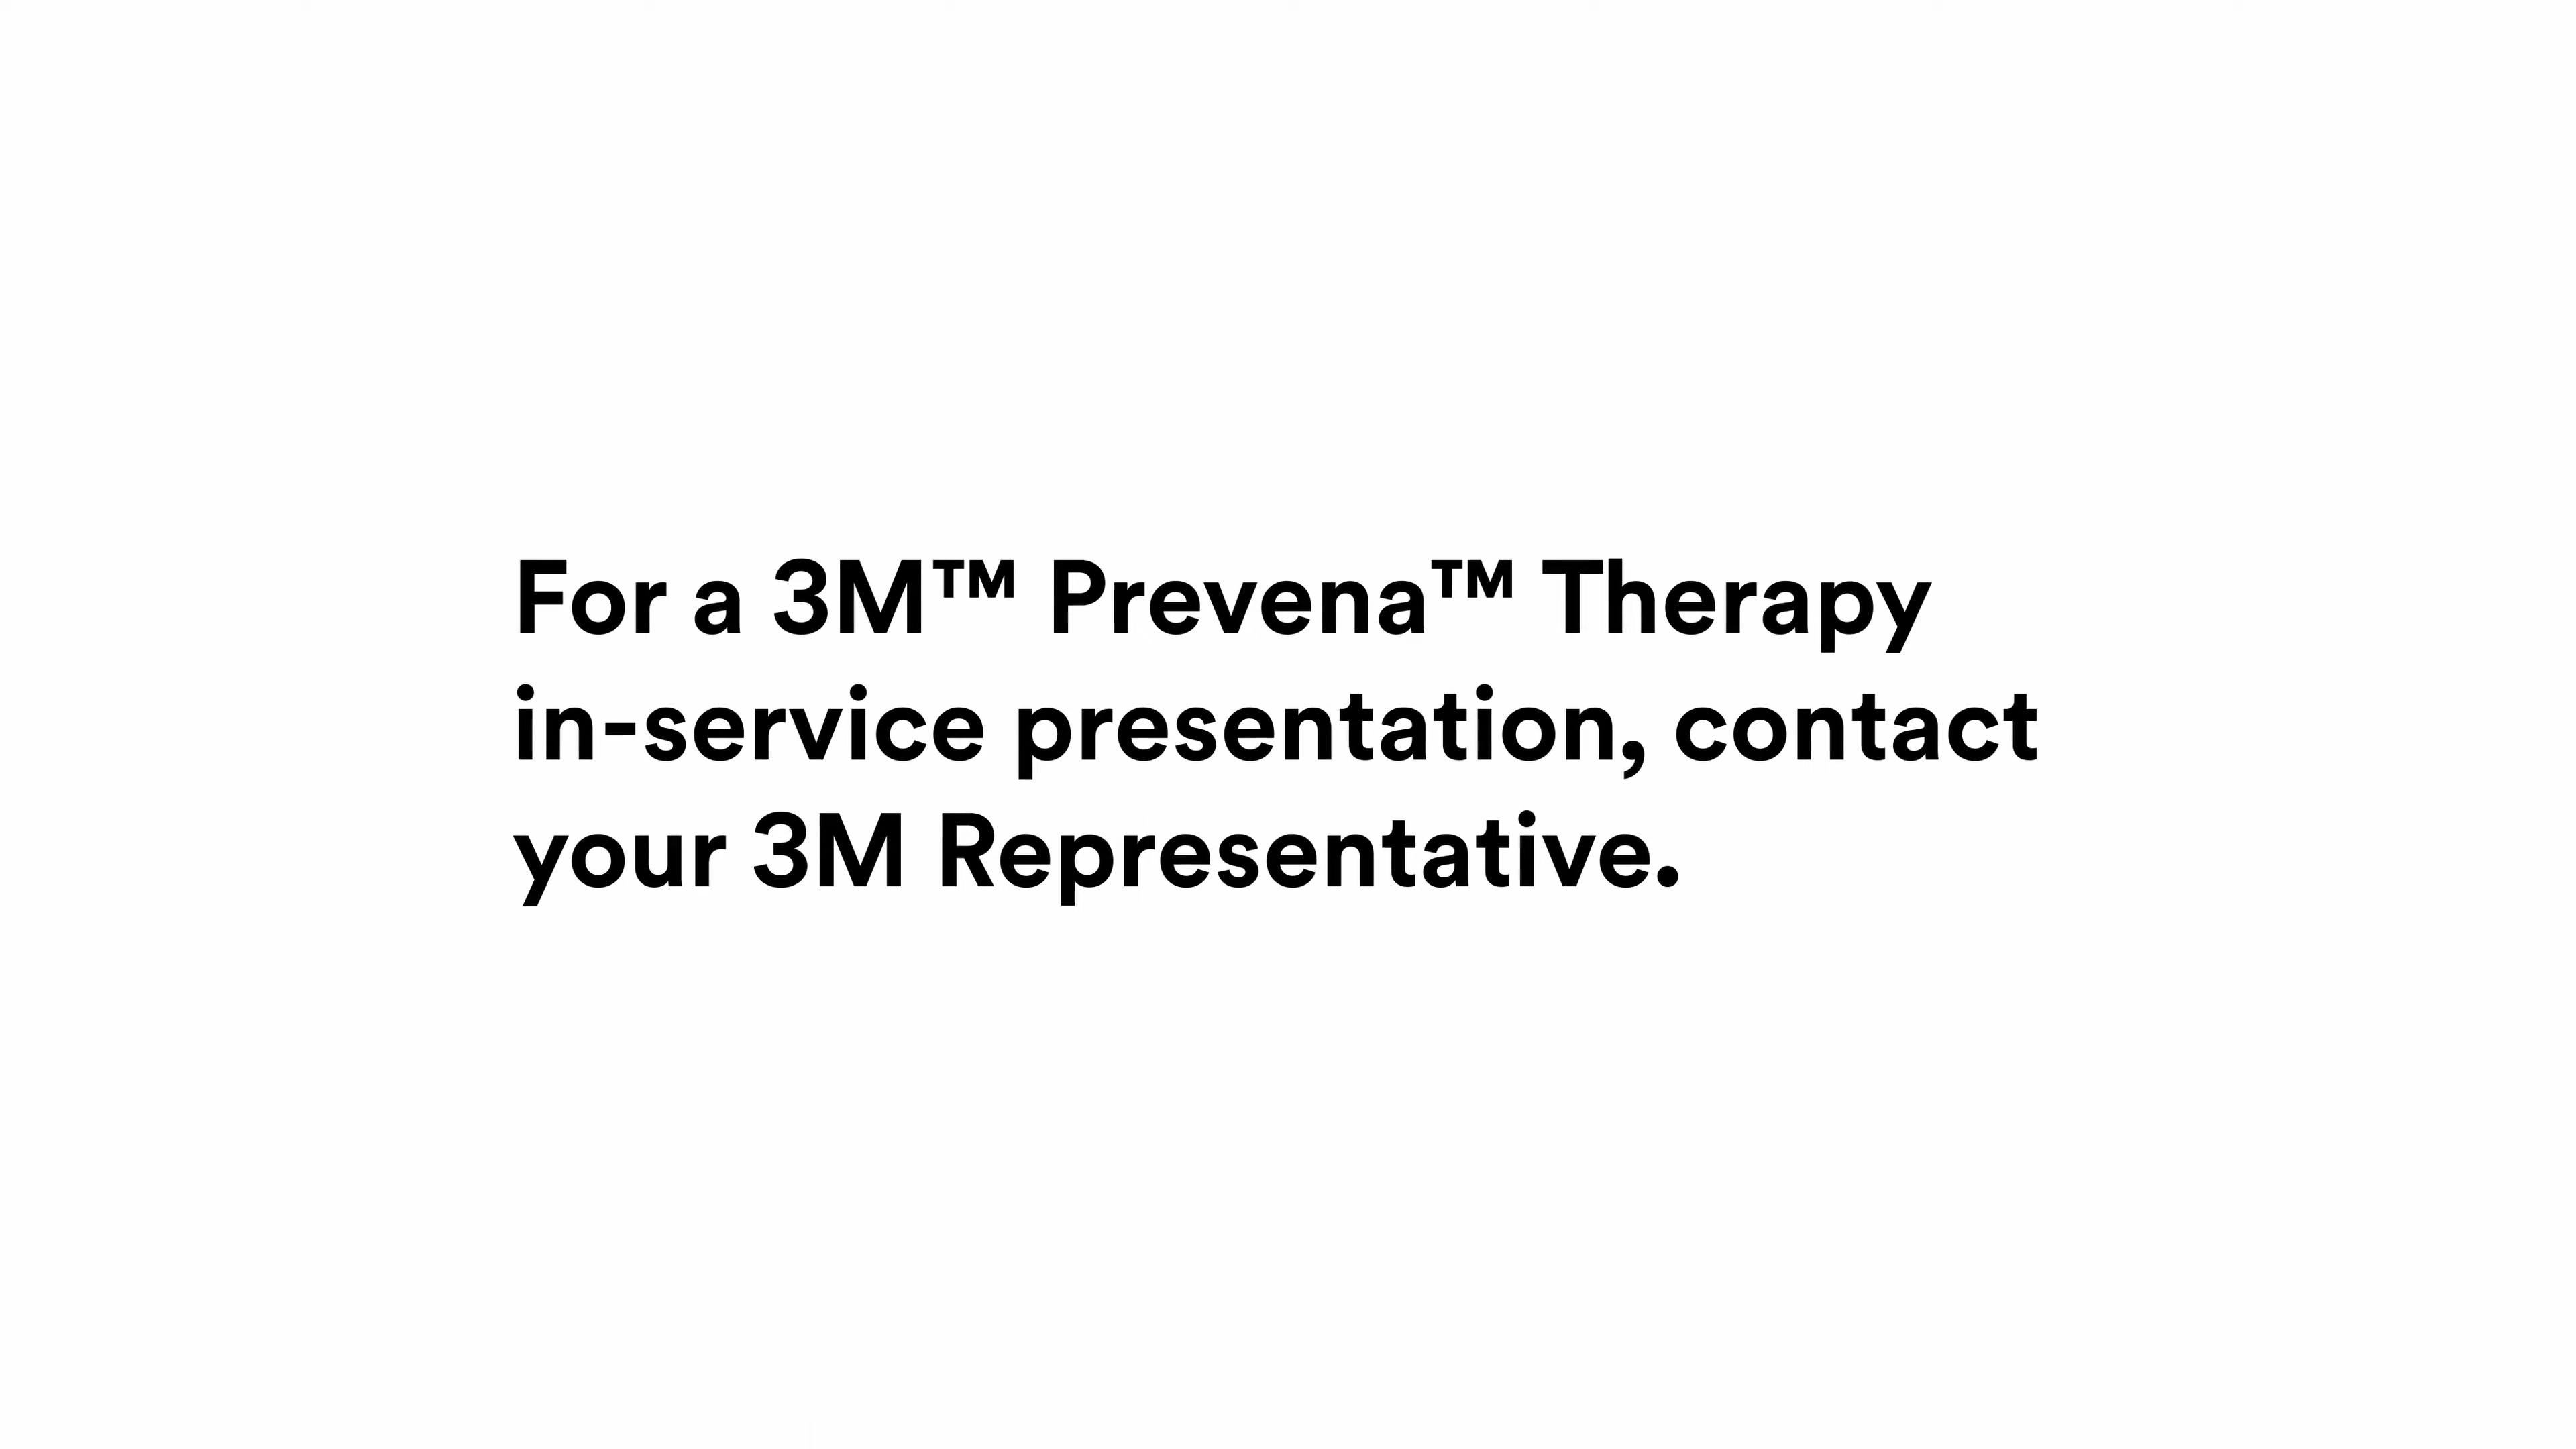 For a 3M™ Prevena™ Therapy
in-service presentation, contact
your 3M Representative.